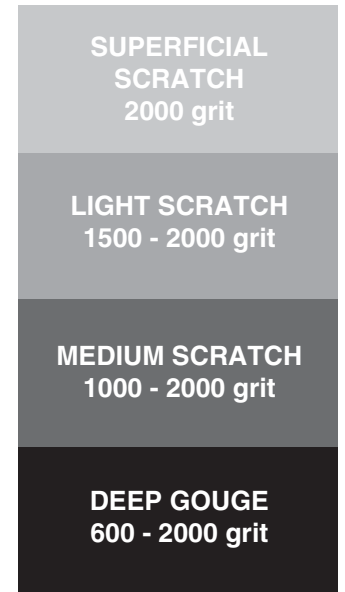 SUPERFICIAL
SCRATCH
2000 grit
LIGHT SCRATCH
1500 - 2000 grit
MEDIUM SCRATCH
1000 - 2000 grit
DEEP GOUGE
600 - 2000 grit